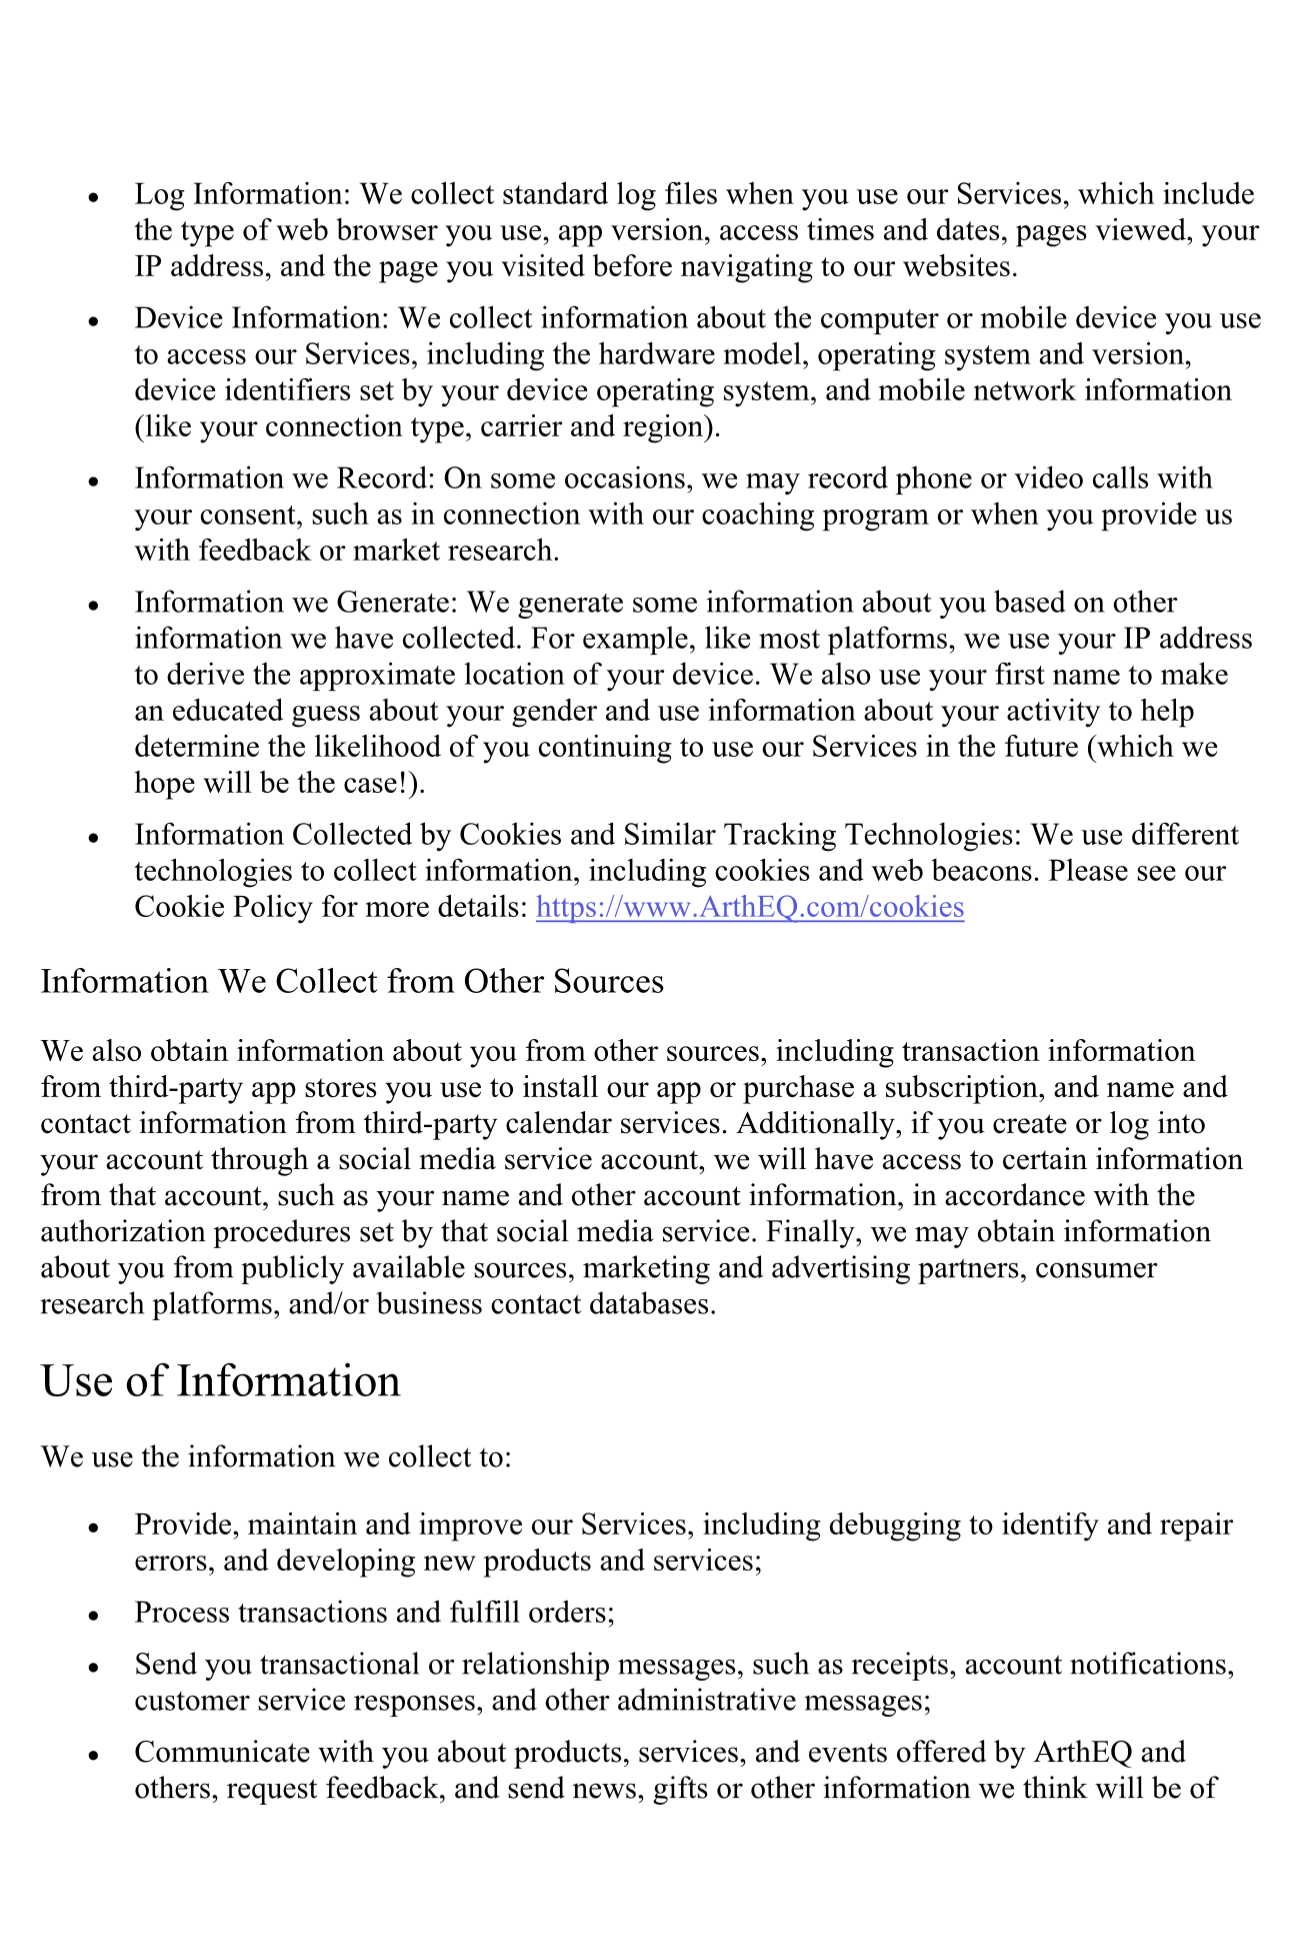 • Log Information: We collect standard log files when you use our Services, which include
the type of web browser you use, app version, access times and dates, pages viewed, your
IP address, and the page you visited before navigating to our websites.
• Device Information: We collect information about the computer or mobile device you use
to access our Services, including the hardware model, operating system and version,
device identifiers set by your device operating system, and mobile network information
(like your connection type, carrier and region).
• Information we Record: On some occasions, we may record phone or video calls with
your consent, such as in connection with our coaching program or when you provide us
with feedback or market research.
• Information we Generate: We generate some information about you based on other
information we have collected. For example, like most platforms, we use your IP address
to derive the approximate location of your device. We also use your first name to make
an educated guess about your gender and use information about your activity to help
determine the likelihood of you continuing to use our Services in the future (which we
hope will be the case!).
• Information Collected by Cookies and Similar Tracking Technologies: We use different
technologies to collect information, including cookies and web beacons. Please see our
Cookie Policy for more details: https://www.ArthEQ.com/cookies
Information We Collect from Other Sources
We also obtain information about you from other sources, including transaction information
from third-party app stores you use to install our app or purchase a subscription, and name and
contact information from third-party calendar services. Additionally, if you create or log into
your account through a social media service account, we will have access to certain information
from that account, such as your name and other account information, in accordance with the
authorization procedures set by that social media service. Finally, we may obtain information
about you from publicly available sources, marketing and advertising partners, consumer
research platforms, and/or business contact databases.
Use of Information
We use the information we collect to:
• Provide, maintain and improve our Services, including debugging to identify and repair
errors, and developing new products and services;
• Process transactions and fulfill orders;
• Send you transactional or relationship messages, such as receipts, account notifications,
customer service responses, and other administrative messages;
• Communicate with you about products, services, and events offered by ArthEQ and
others, request feedback, and send news, gifts or other information we think will be of